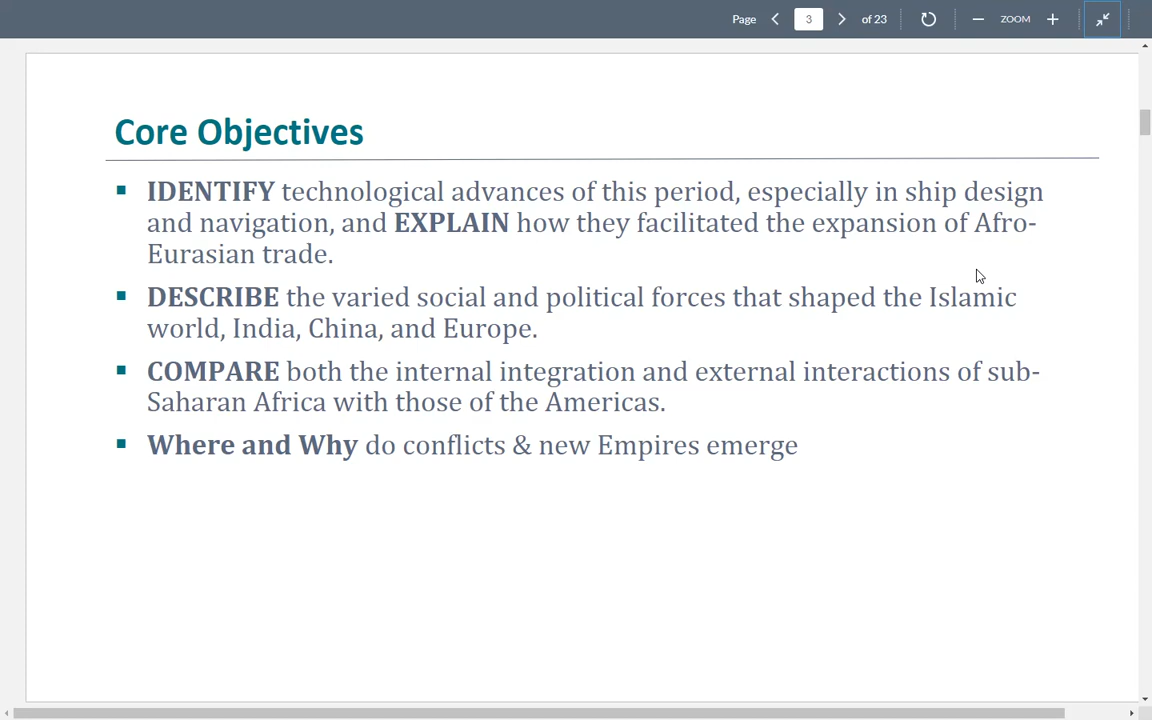 Page 3 of 23 ZOOM
Core Objectives
▪ IDENTIFY technological advances of this period, especially in ship design
and navigation, and EXPLAIN how they facilitated the expansion of Afro-
Eurasian trade.
▪ DESCRIBE the varied social and political forces that shaped the Islamic
world, India, China, and Europe.
▪ COMPARE both the internal integration and external interactions of sub-
Saharan Africa with those of the Americas.
▪ Where and Why do conflicts & new Empires emerge